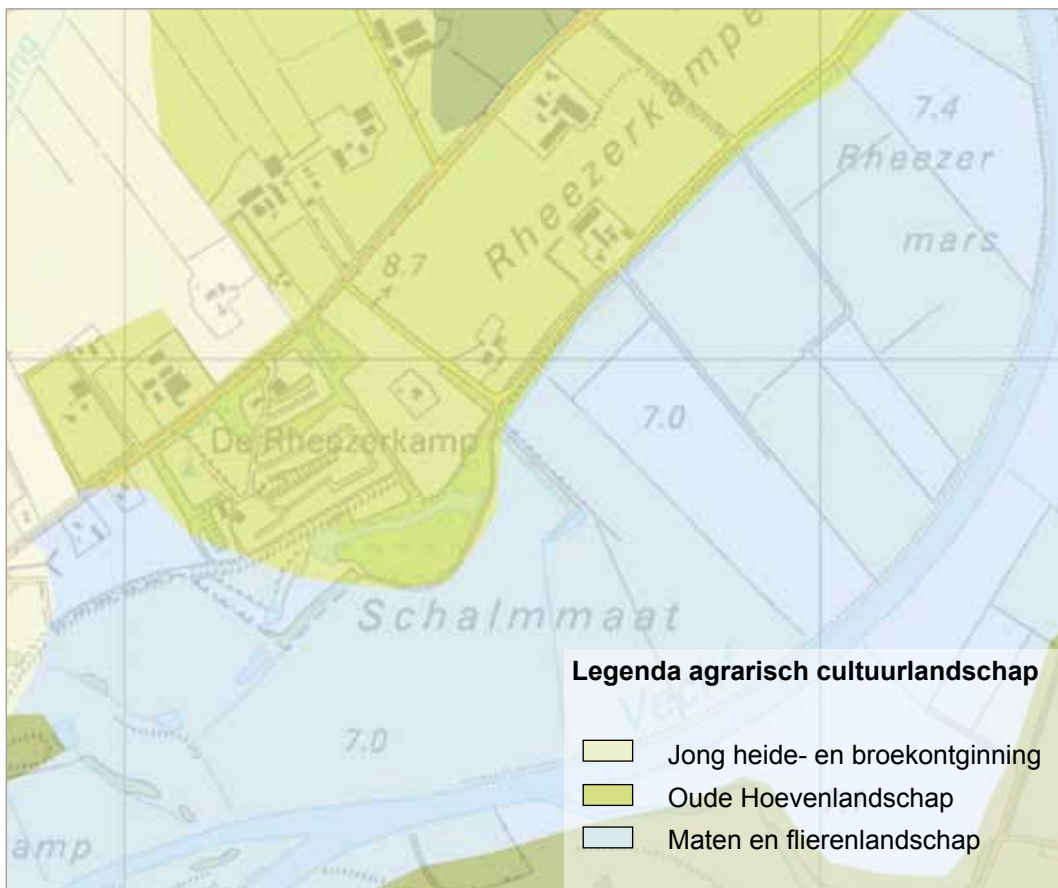 7.4
Rheezer
mars
Rheezerkampe
8.7
7.0
De Rheezerkamp
Schalmmaat
7.0
Vecht
amp
Legenda agrarisch cultuurlandschap
Jong heide- en broekontginning
Oude Hoevenlandschap
Maten en flierenlandschap